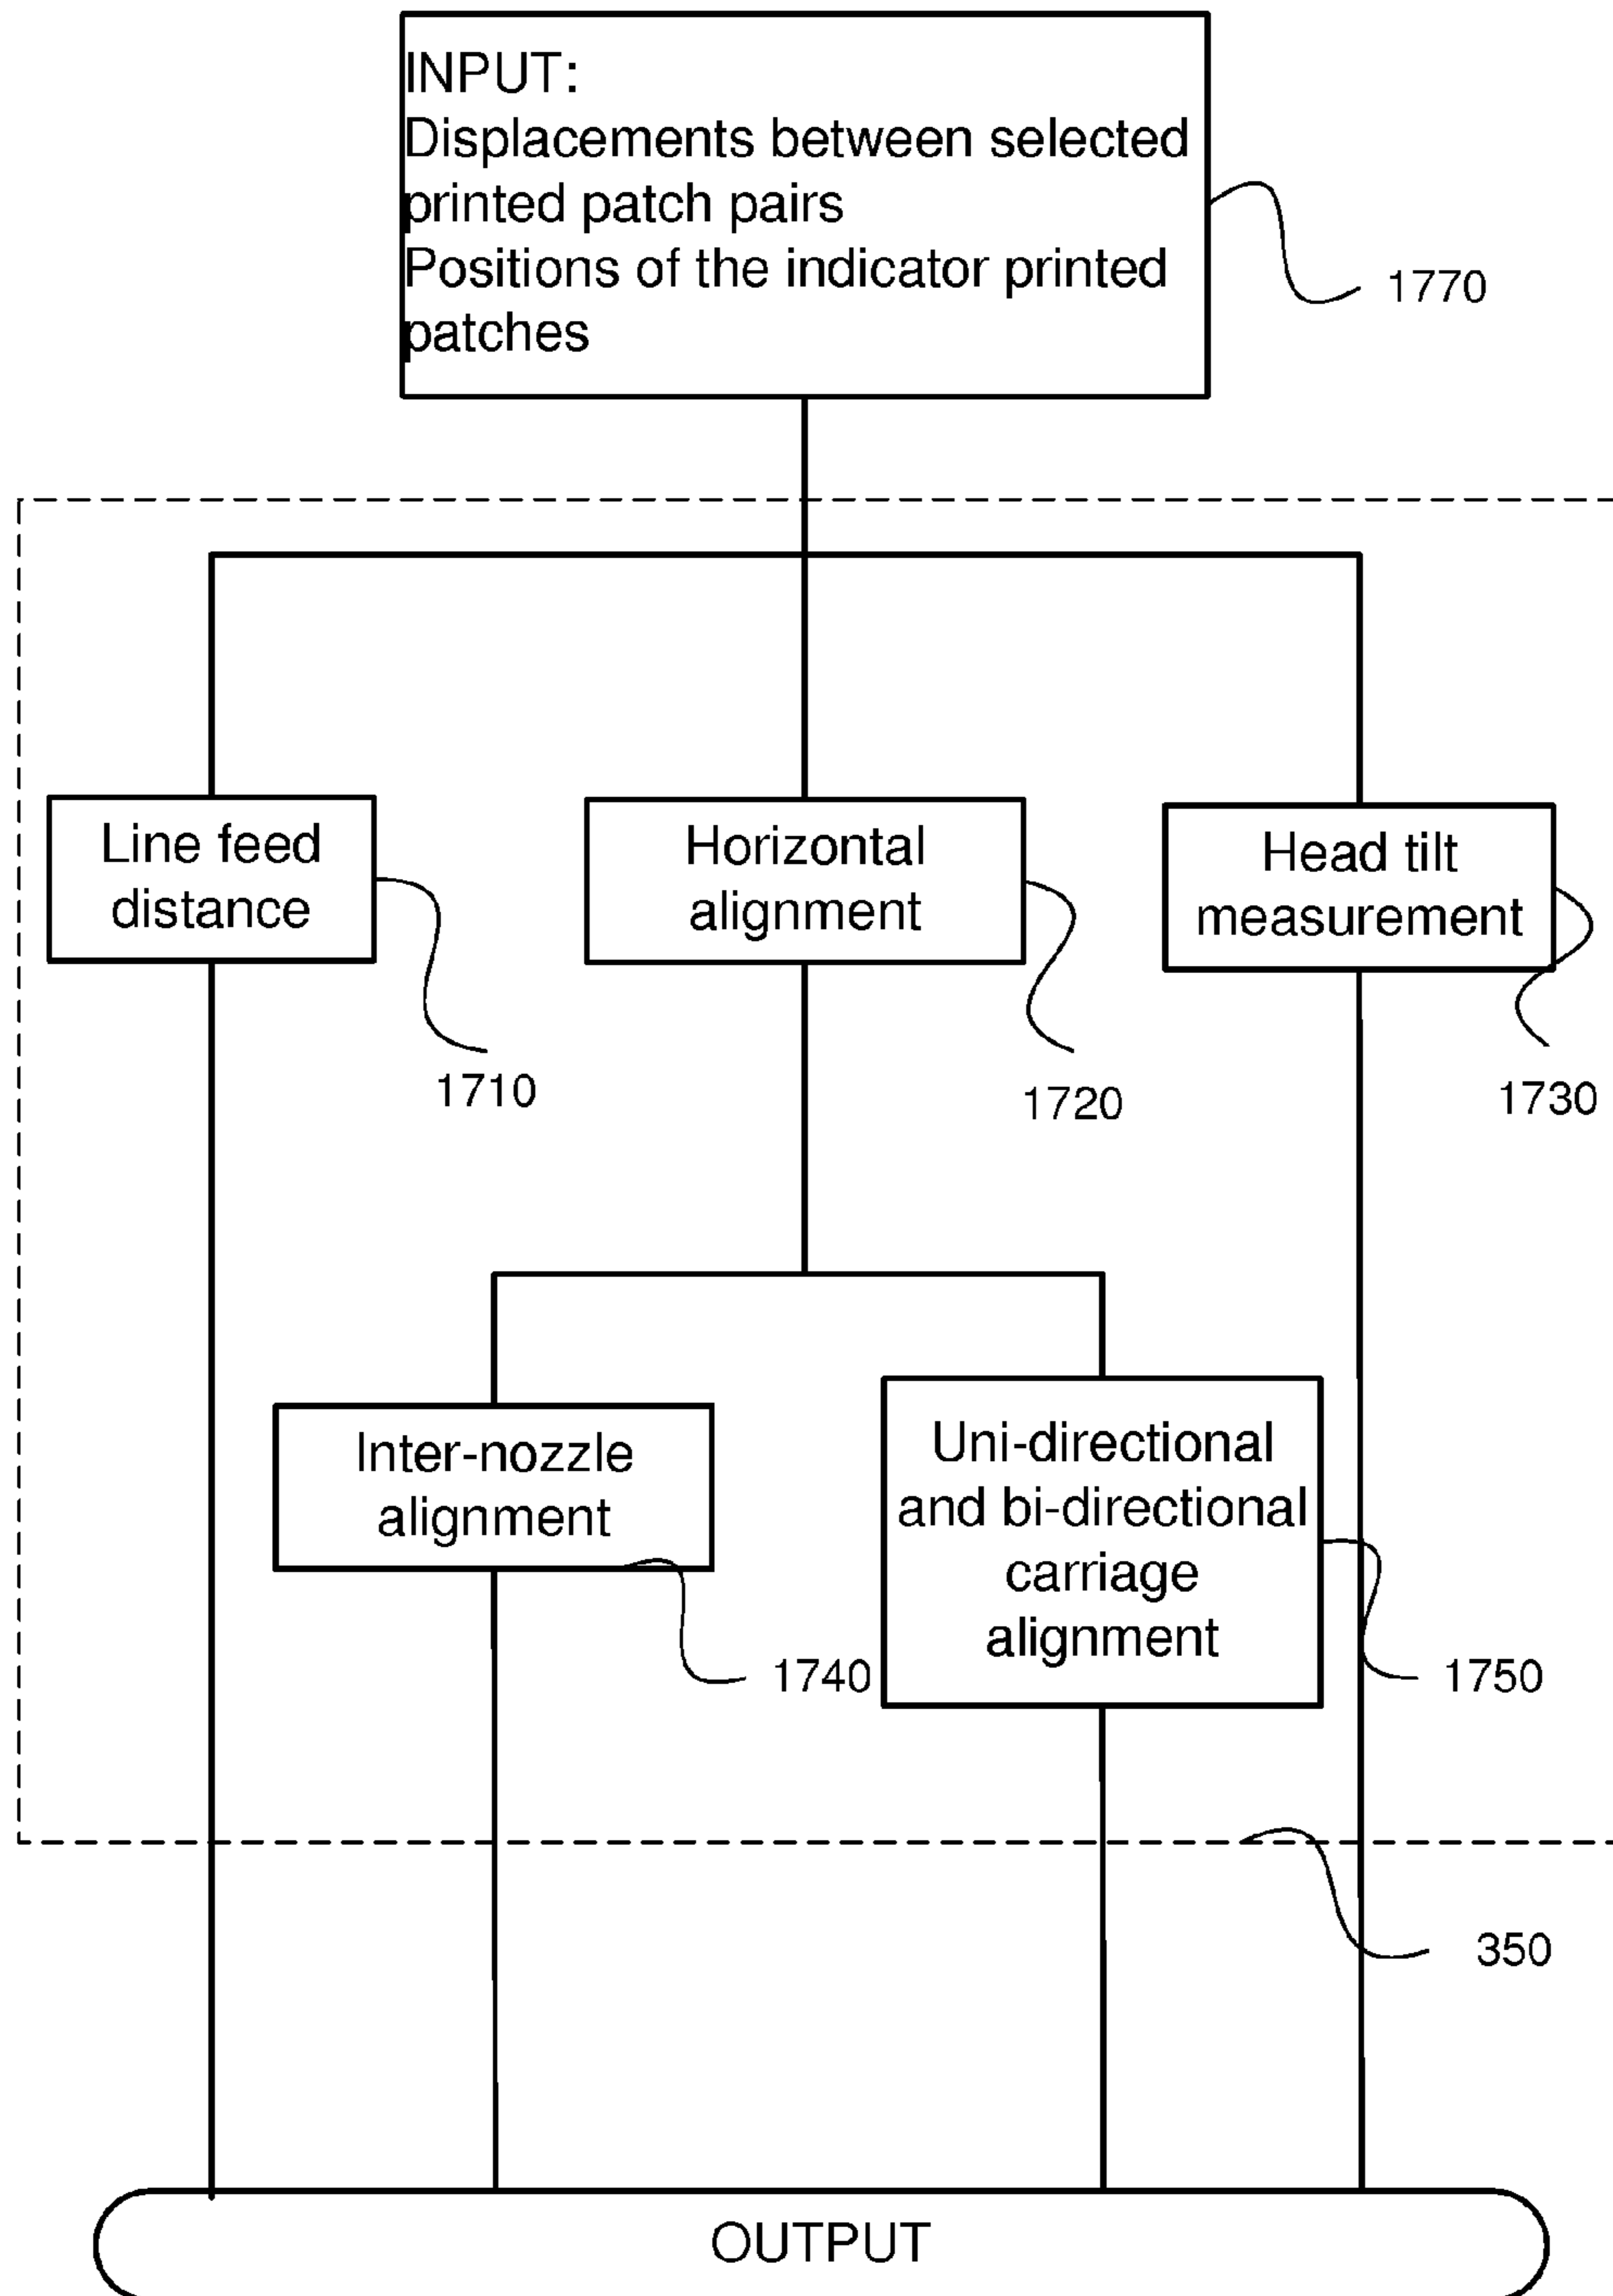 INPUT:
Displacements between selected
printed patch pairs
Positions of the indicator printed
patches
1770
Line feed
distance
Horizontal
alignment
Head tilt
measurement
1710
1720
1730
Inter-nozzle
alignment
Uni-directional
and bi-directional
carriage
alignment
1740
1750
350
OUTPUT